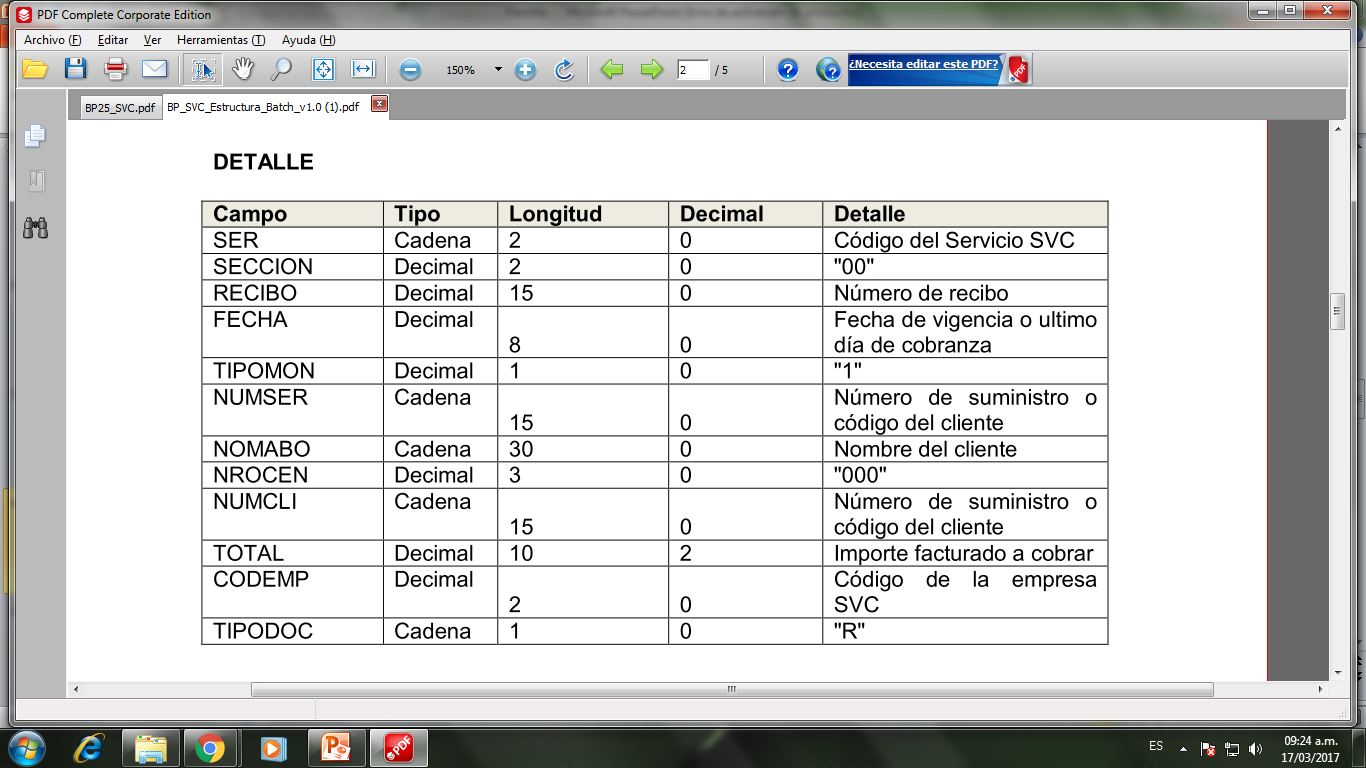 PDF Complete Corporate Edition
Archivo (F) Editar Ver Herramientas (T) Ayuda (H)
150% 2 / 5 ¿Necesita editar este PDF? PDF
BP25_SVC.pdf BP_SVC_Estructura_Batch_v1.0 (1).pdf
DETALLE
Campo Tipo Longitud Decimal Detalle
SER Cadena 2 0 Código del Servicio SVC
SECCION Decimal 2 0 "00"
RECIBO Decimal 15 0 Número de recibo
FECHA Decimal 8 0 Fecha de vigencia o ultimo
día de cobranza
TIPOMON Decimal 1 0 "1"
NUMSER Cadena 15 0 Número de suministro o
código del cliente
NOMABO Cadena 30 0 Nombre del cliente
NROCEN Decimal 3 0 "000"
NUMCLI Cadena 15 0 Número de suministro o
código del cliente
TOTAL Decimal 10 2 Importe facturado a cobrar
CODEMP Decimal 2 0 Código de la empresa
SVC
TIPODOC Cadena 1 0 "R"
PDF ES 09:24 a.m.
17/03/2017